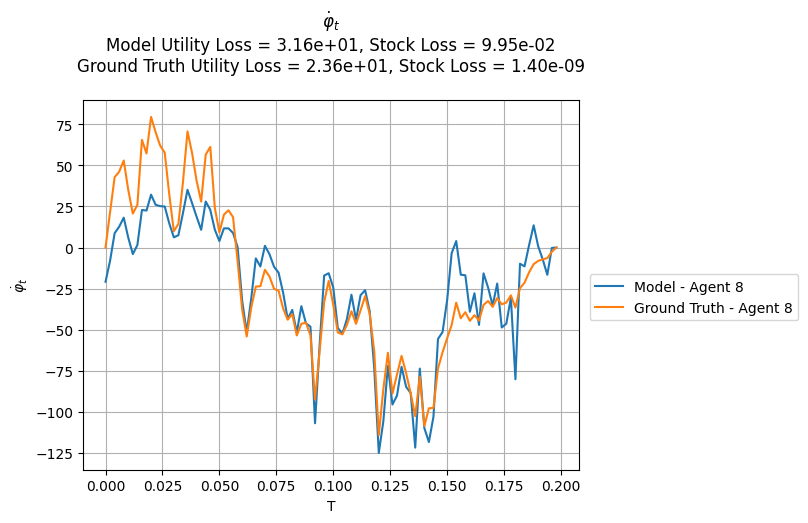 φ̇ₜ
Model Utility Loss = 3.16e+01, Stock Loss = 9.95e-02
Ground Truth Utility Loss = 2.36e+01, Stock Loss = 1.40e-09
φ̇ₜ
75
50
25
0
−25
−50
−75
−100
−125
0.000 0.025 0.050 0.075 0.100 0.125 0.150 0.175 0.200
T
Model - Agent 8
Ground Truth - Agent 8